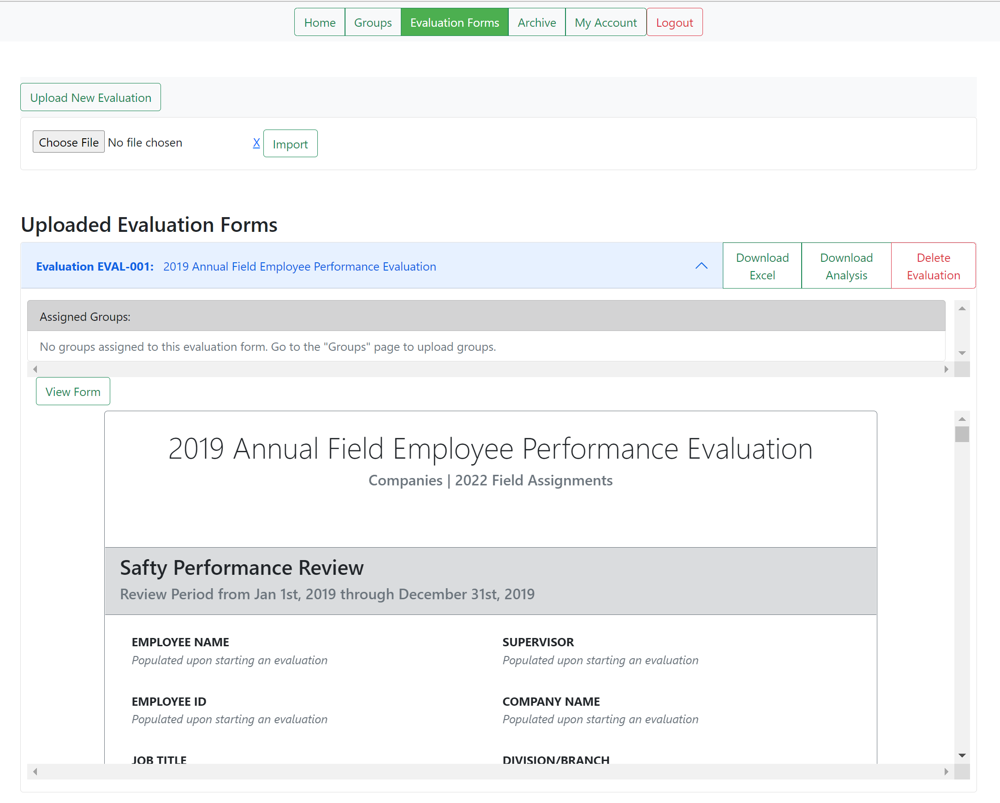 Home Groups Evaluation Forms Archive My Account Logout
Upload New Evaluation
Choose File No file chosen X Import
Uploaded Evaluation Forms
Evaluation EVAL-001: 2019 Annual Field Employee Performance Evaluation
Download Excel
Download Analysis
Delete Evaluation
Assigned Groups:
No groups assigned to this evaluation form. Go to the "Groups" page to upload groups.
View Form
2019 Annual Field Employee Performance Evaluation
Companies | 2022 Field Assignments
Safty Performance Review
Review Period from Jan 1st, 2019 through December 31st, 2019
EMPLOYEE NAME SUPERVISOR
Populated upon starting an evaluation Populated upon starting an evaluation
EMPLOYEE ID COMPANY NAME
Populated upon starting an evaluation Populated upon starting an evaluation
JOB TITLE DIVISION/BRANCH